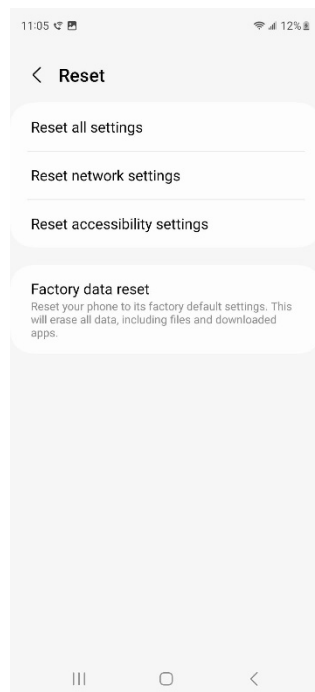 11:05 12%
Reset
Reset all settings
Reset network settings
Reset accessibility settings
Factory data reset
Reset your phone to its factory default settings. This
will erase all data, including files and downloaded
apps.